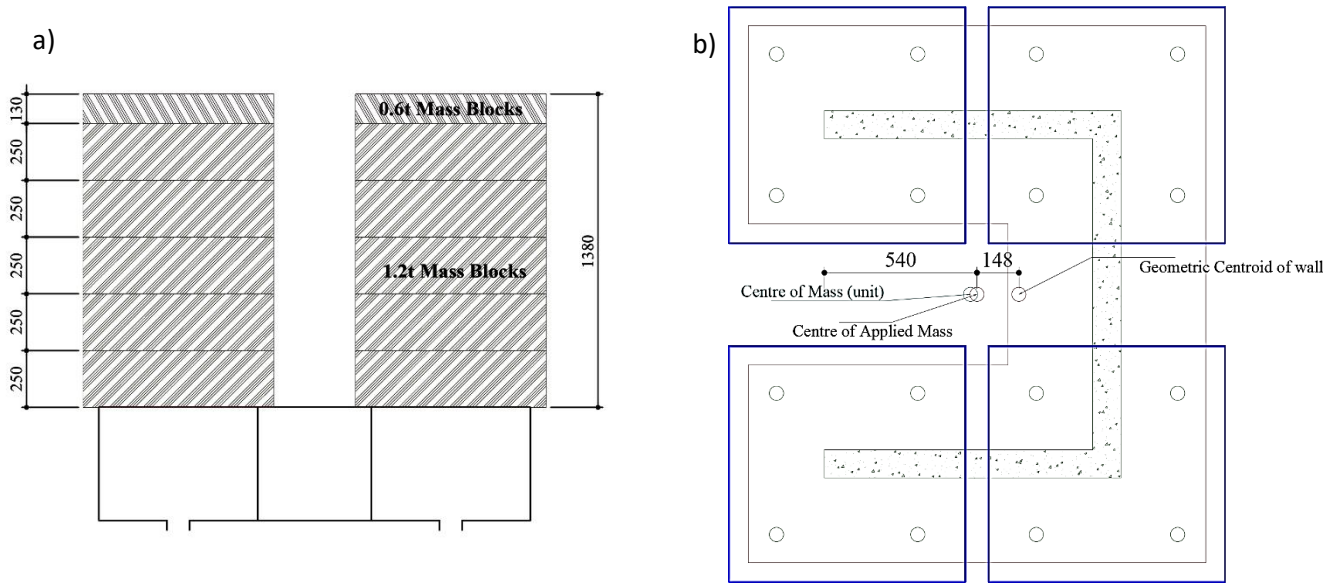 a)
130
250
250
250
250
250
0.6t Mass Blocks
1.2t Mass Blocks
1380
b)
540
148
Geometric Centroid of wall
Centre of Mass (unit)
Centre of Applied Mass